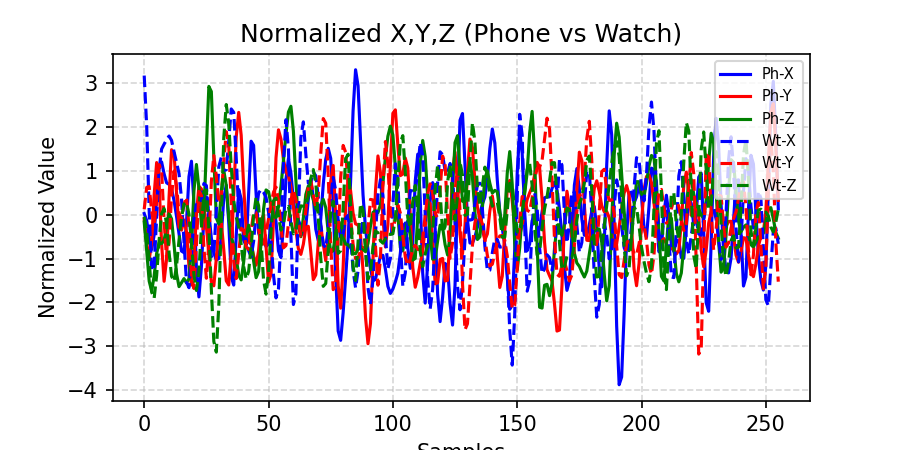 Normalized X,Y,Z (Phone vs Watch)
Normalized Value
3
2
1
0
−1
−2
−3
−4
Ph-X
Ph-Y
Ph-Z
Wt-X
Wt-Y
Wt-Z
0 50 100 150 200 250
Samples